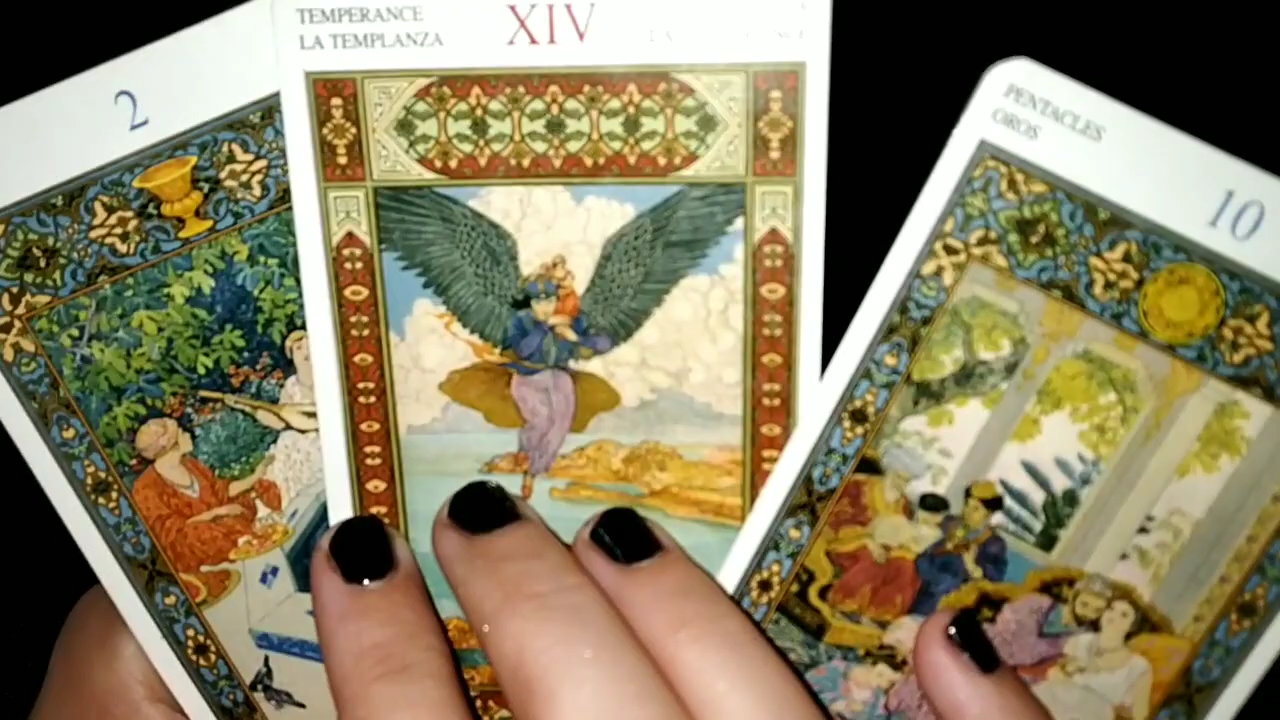 2
TEMPERANCE
LA TEMPLANZA
XIV
PENTACLES
OROS
10